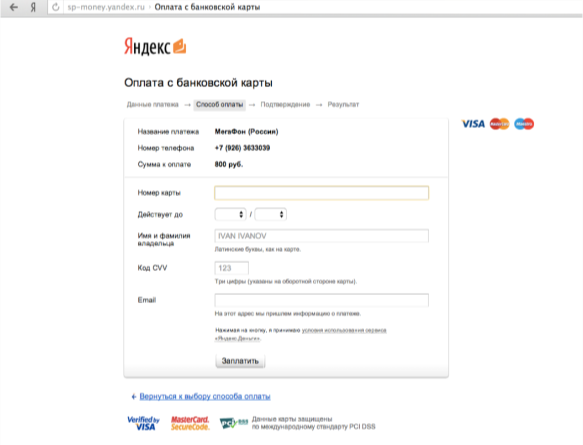 Я sp-money.yandex.ru › Оплата с банковской карты
Яндекс
Оплата с банковской карты
Данные платежа → Способ оплаты → Подтверждение → Результат
VISA MasterCard Maestro
Название платежа МегаФон (Россия)
Номер телефона +7 (926) 3633039
Сумма к оплате 800 руб.
Номер карты
Действует до /
Имя и фамилия
владельца
IVAN IVANOV
Латинские буквы, как на карте.
Код CVV 123
Три цифры (указаны на оборотной стороне карты).
Email
На этот адрес мы пришлем информацию о платеже.
Нажимая на кнопку, я принимаю условия использования сервиса
«Яндекс.Деньги».
Заплатить
← Вернуться к выбору способа оплаты
Verified by
VISA
MasterCard.
SecureCode.
PCI DSS
Данные карты защищены
по международному стандарту PCI DSS